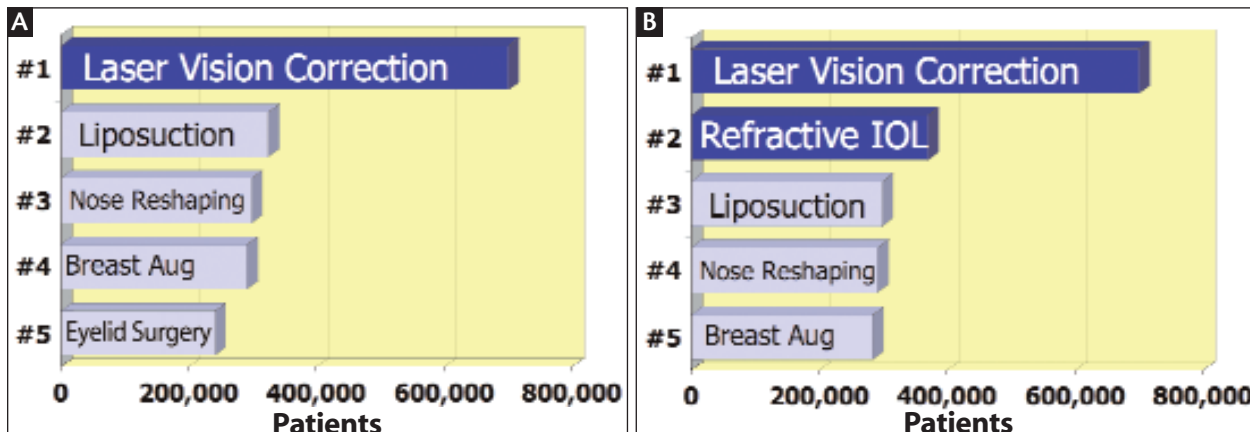 A
#1 Laser Vision Correction
#2 Liposuction
#3 Nose Reshaping
#4 Breast Aug
#5 Eyelid Surgery
0 200,000 400,000 600,000 800,000
Patients
B
#1 Laser Vision Correction
#2 Refractive IOL
#3 Liposuction
#4 Nose Reshaping
#5 Breast Aug
0 200,000 400,000 600,000 800,000
Patients